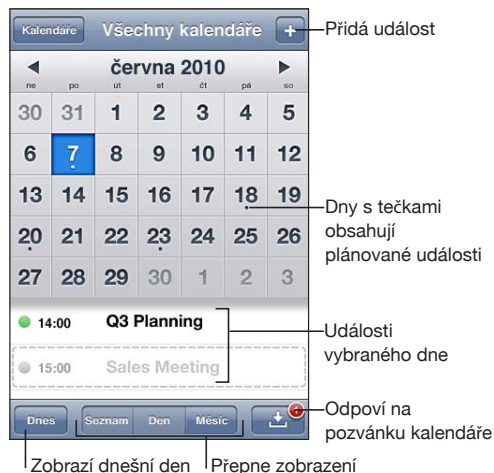 Kalendáře Všechny kalendáře +
Přidá událost
června 2010
ne po út st čt pá so
30 31 1 2 3 4 5
6 7 8 9 10 11 12
13 14 15 16 17 18 19
Dny s tečkami
obsahují
plánované události
20 21 22 23 24 25 26
27 28 29 30 1 2 3
14:00 Q3 Planning
Události
vybraného dne
15:00 Sales Meeting
Odpoví na
pozvánku kalendáře
Dnes Seznam Den Měsíc
Zobrazí dnešní den Přepne zobrazení